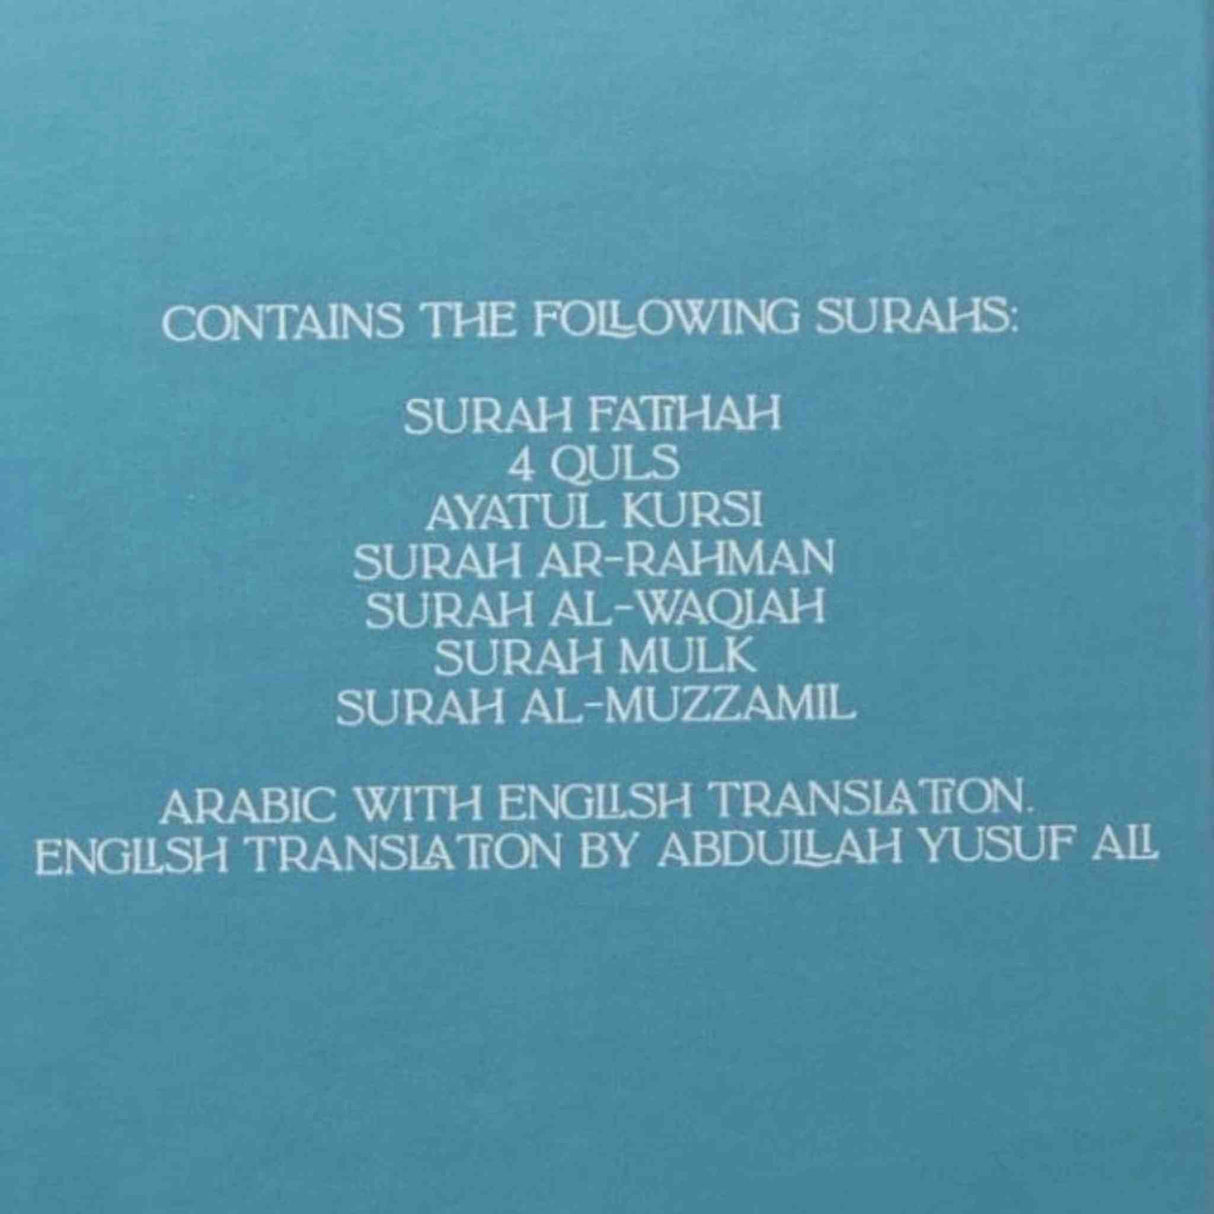 CONTAINS THE FOLLOWING SURAHS:
SURAH FATIHAH
4 QULS
AYATUL KURSI
SURAH AR-RAHMAN
SURAH AL-WAQIAH
SURAH MULK
SURAH AL-MUZZAMIL
ARABIC WITH ENGLISH TRANSLATION.
ENGLISH TRANSLATION BY ABDULLAH YUSUF ALI